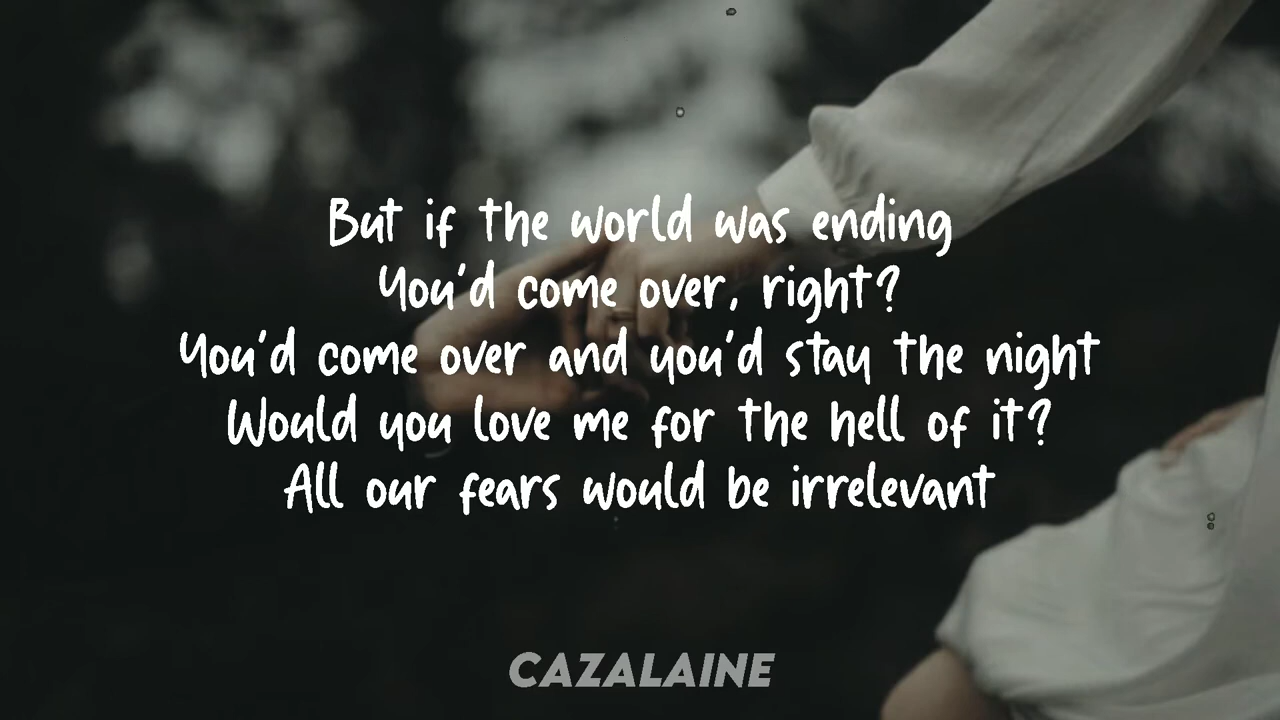 But if the world was ending
You'd come over, right?
You'd come over and you'd stay the night
Would you love me for the hell of it?
All our fears would be irrelevant
CAZALAINE